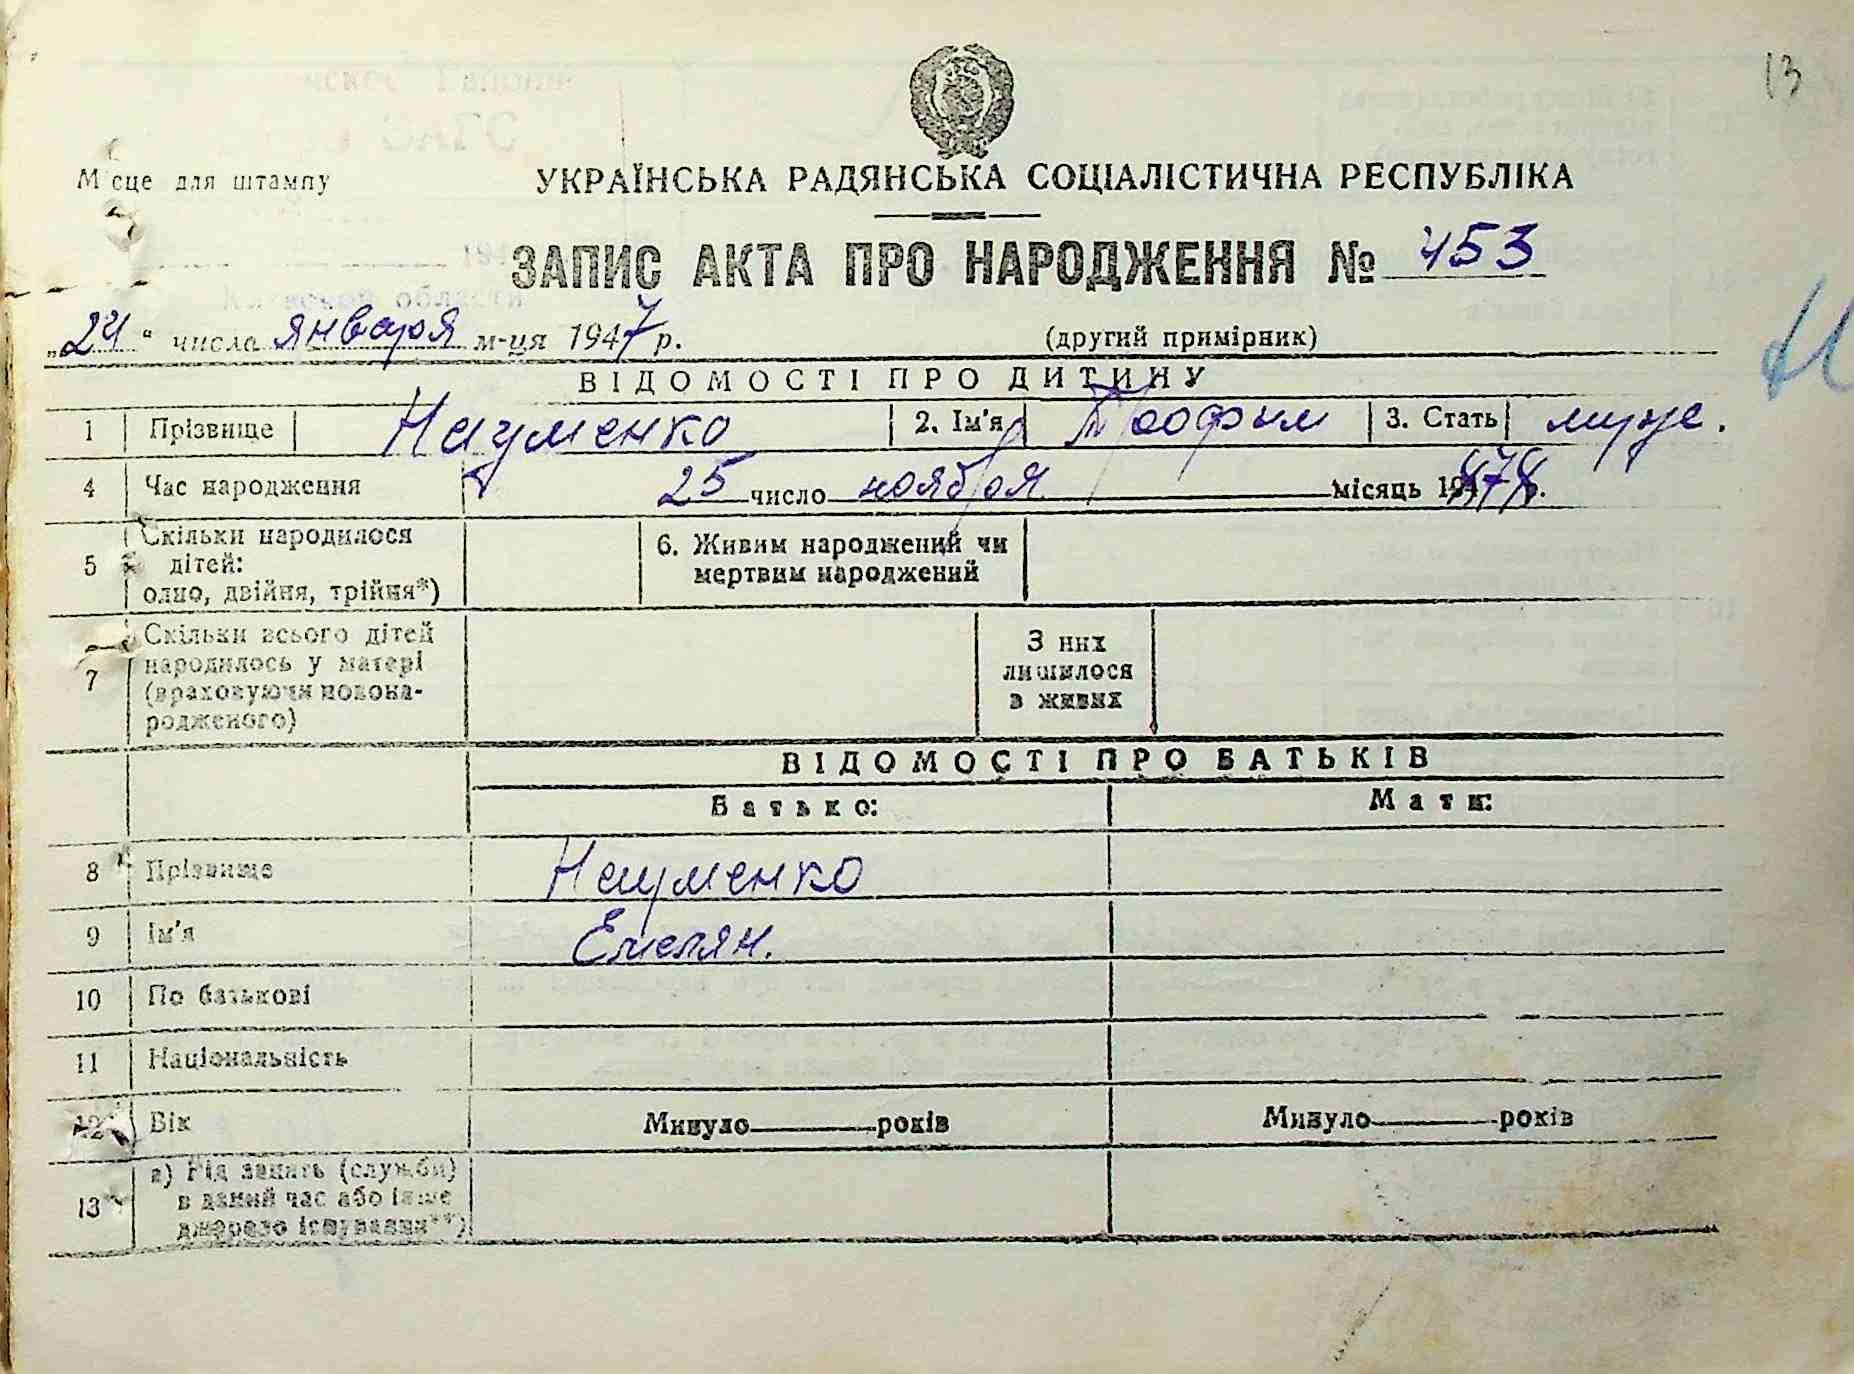 13
Місце для штампу
УКРАЇНСЬКА РАДЯНСЬКА СОЦІАЛІСТИЧНА РЕСПУБЛІКА
ЗАПИС АКТА ПРО НАРОДЖЕННЯ № 453
„24“ числа января м-ця 1947 р.
(другий примірник)
ВІДОМОСТІ ПРО ДИТИНУ
1 Прізвище Науменко 2. Ім'я Трофим 3. Стать муж.
4 Час народження 25 число ноября місяць
5 Скільки народилося дітей: одно, двійня, трійня*)
6. Живим народжений чи мертвим народжений
7 Скільки всього дітей народилось у матері (враховуючи новонародженого)
З них лишилося в живих
ВІДОМОСТІ ПРО БАТЬКІВ
Батько: Мати:
8 Прізвище Науменко
9 Ім'я Емелян.
10 По батькові
11 Національність
12 Вік Минуло років Минуло років
13 а) Рід занять (служби) в даний час або інше джерело існування**)